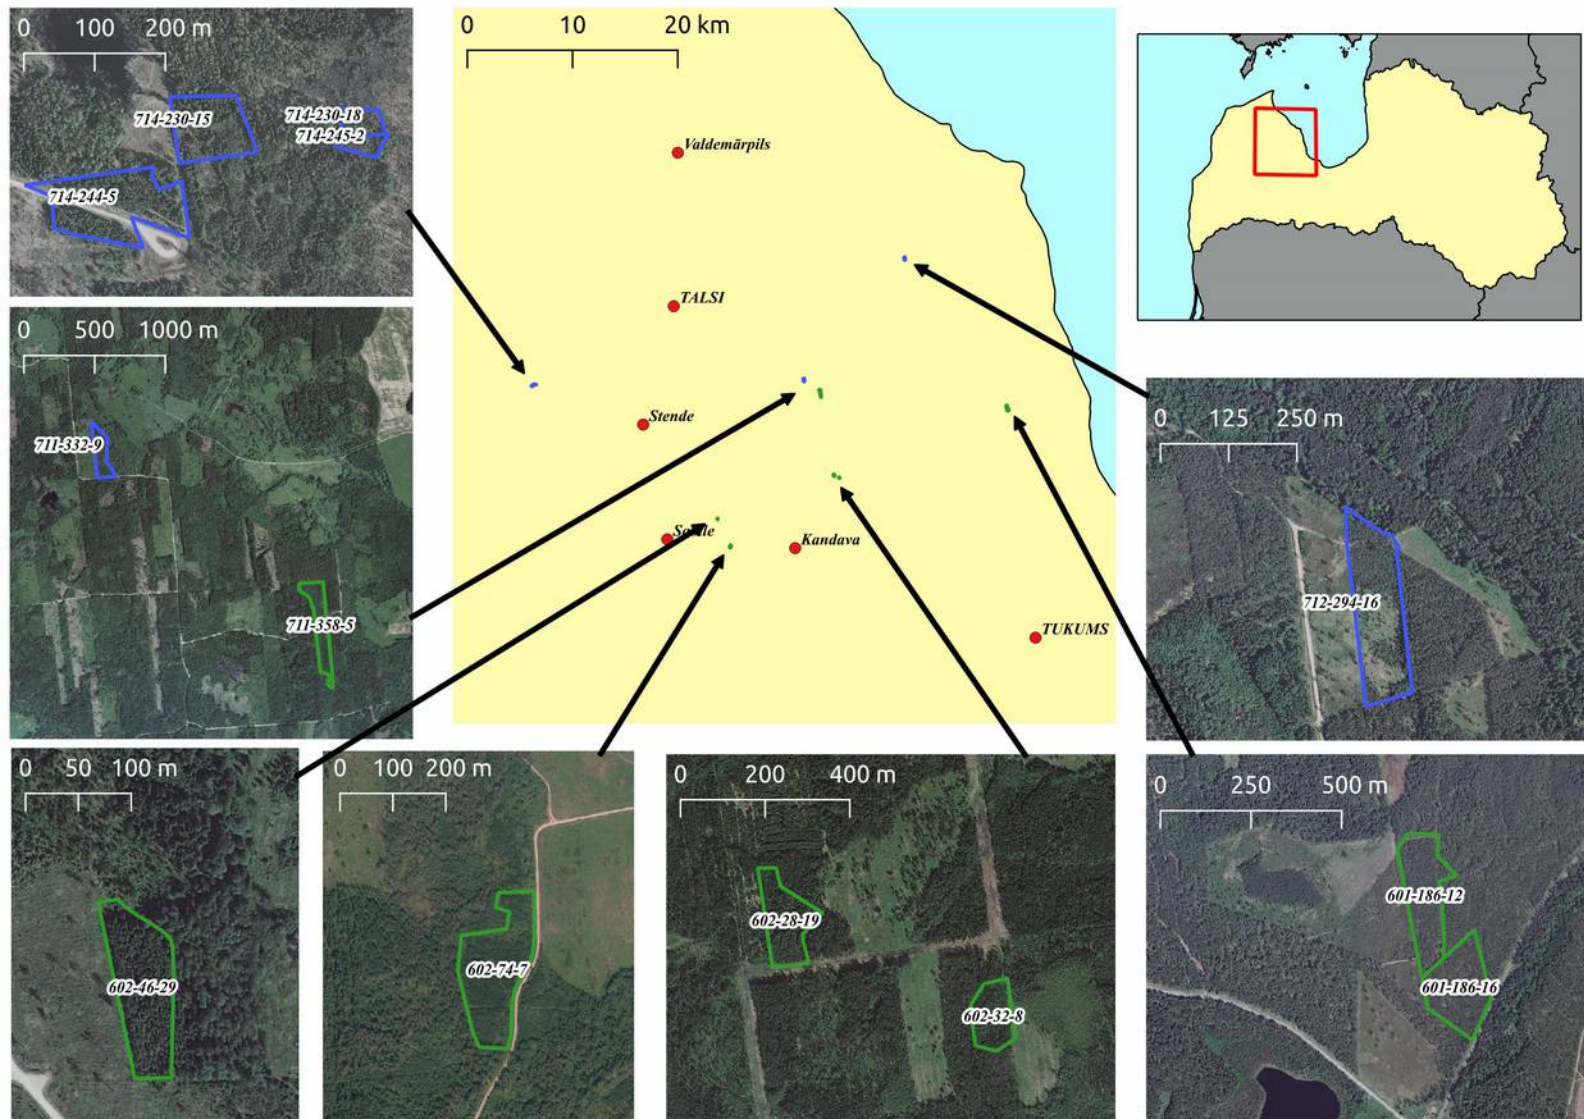 0 100 200 m
714-230-15
714-230-18
714-245-2
714-244-5
0 10 20 km
Valdemārpils
TALSI
Stende
Kandava
TUKUMS
0 500 1000 m
711-332-9
711-358-5
0 125 250 m
712-294-16
0 50 100 m
602-46-29
0 100 200 m
602-74-7
0 200 400 m
602-28-19
602-32-8
0 250 500 m
601-186-12
601-186-16